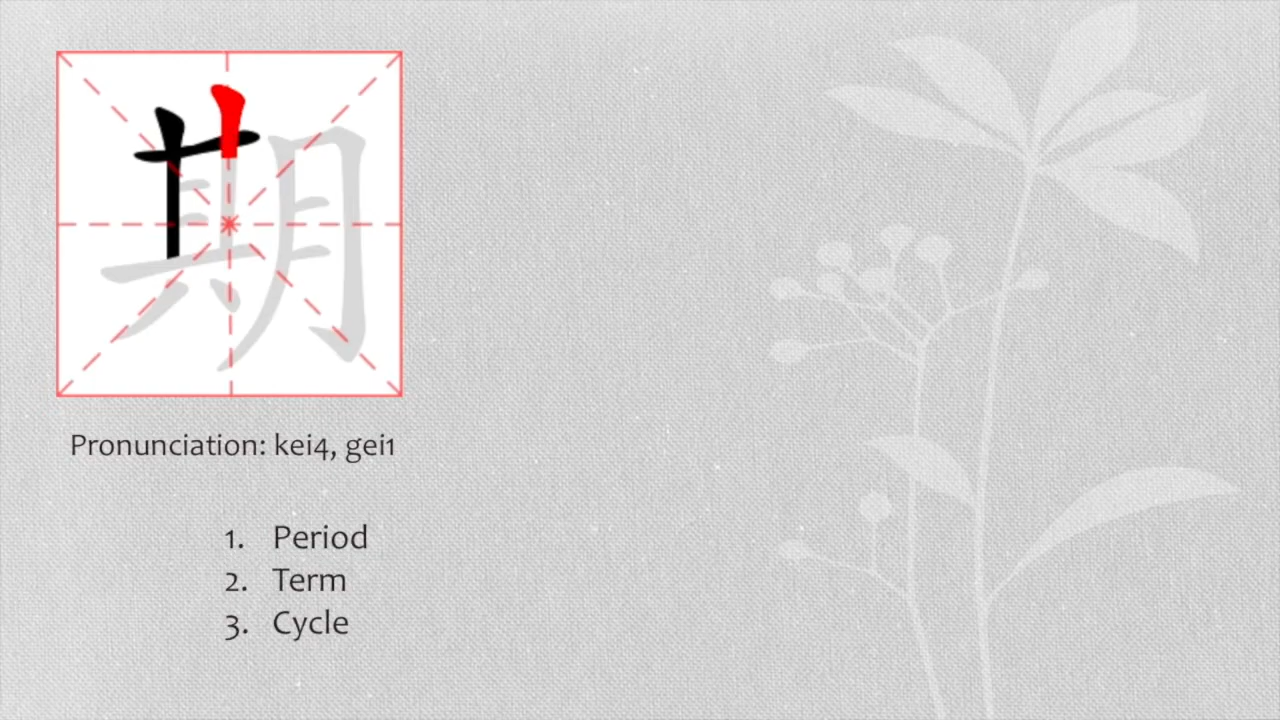 期
Pronunciation: kei4, gei1
1. Period
2. Term
3. Cycle